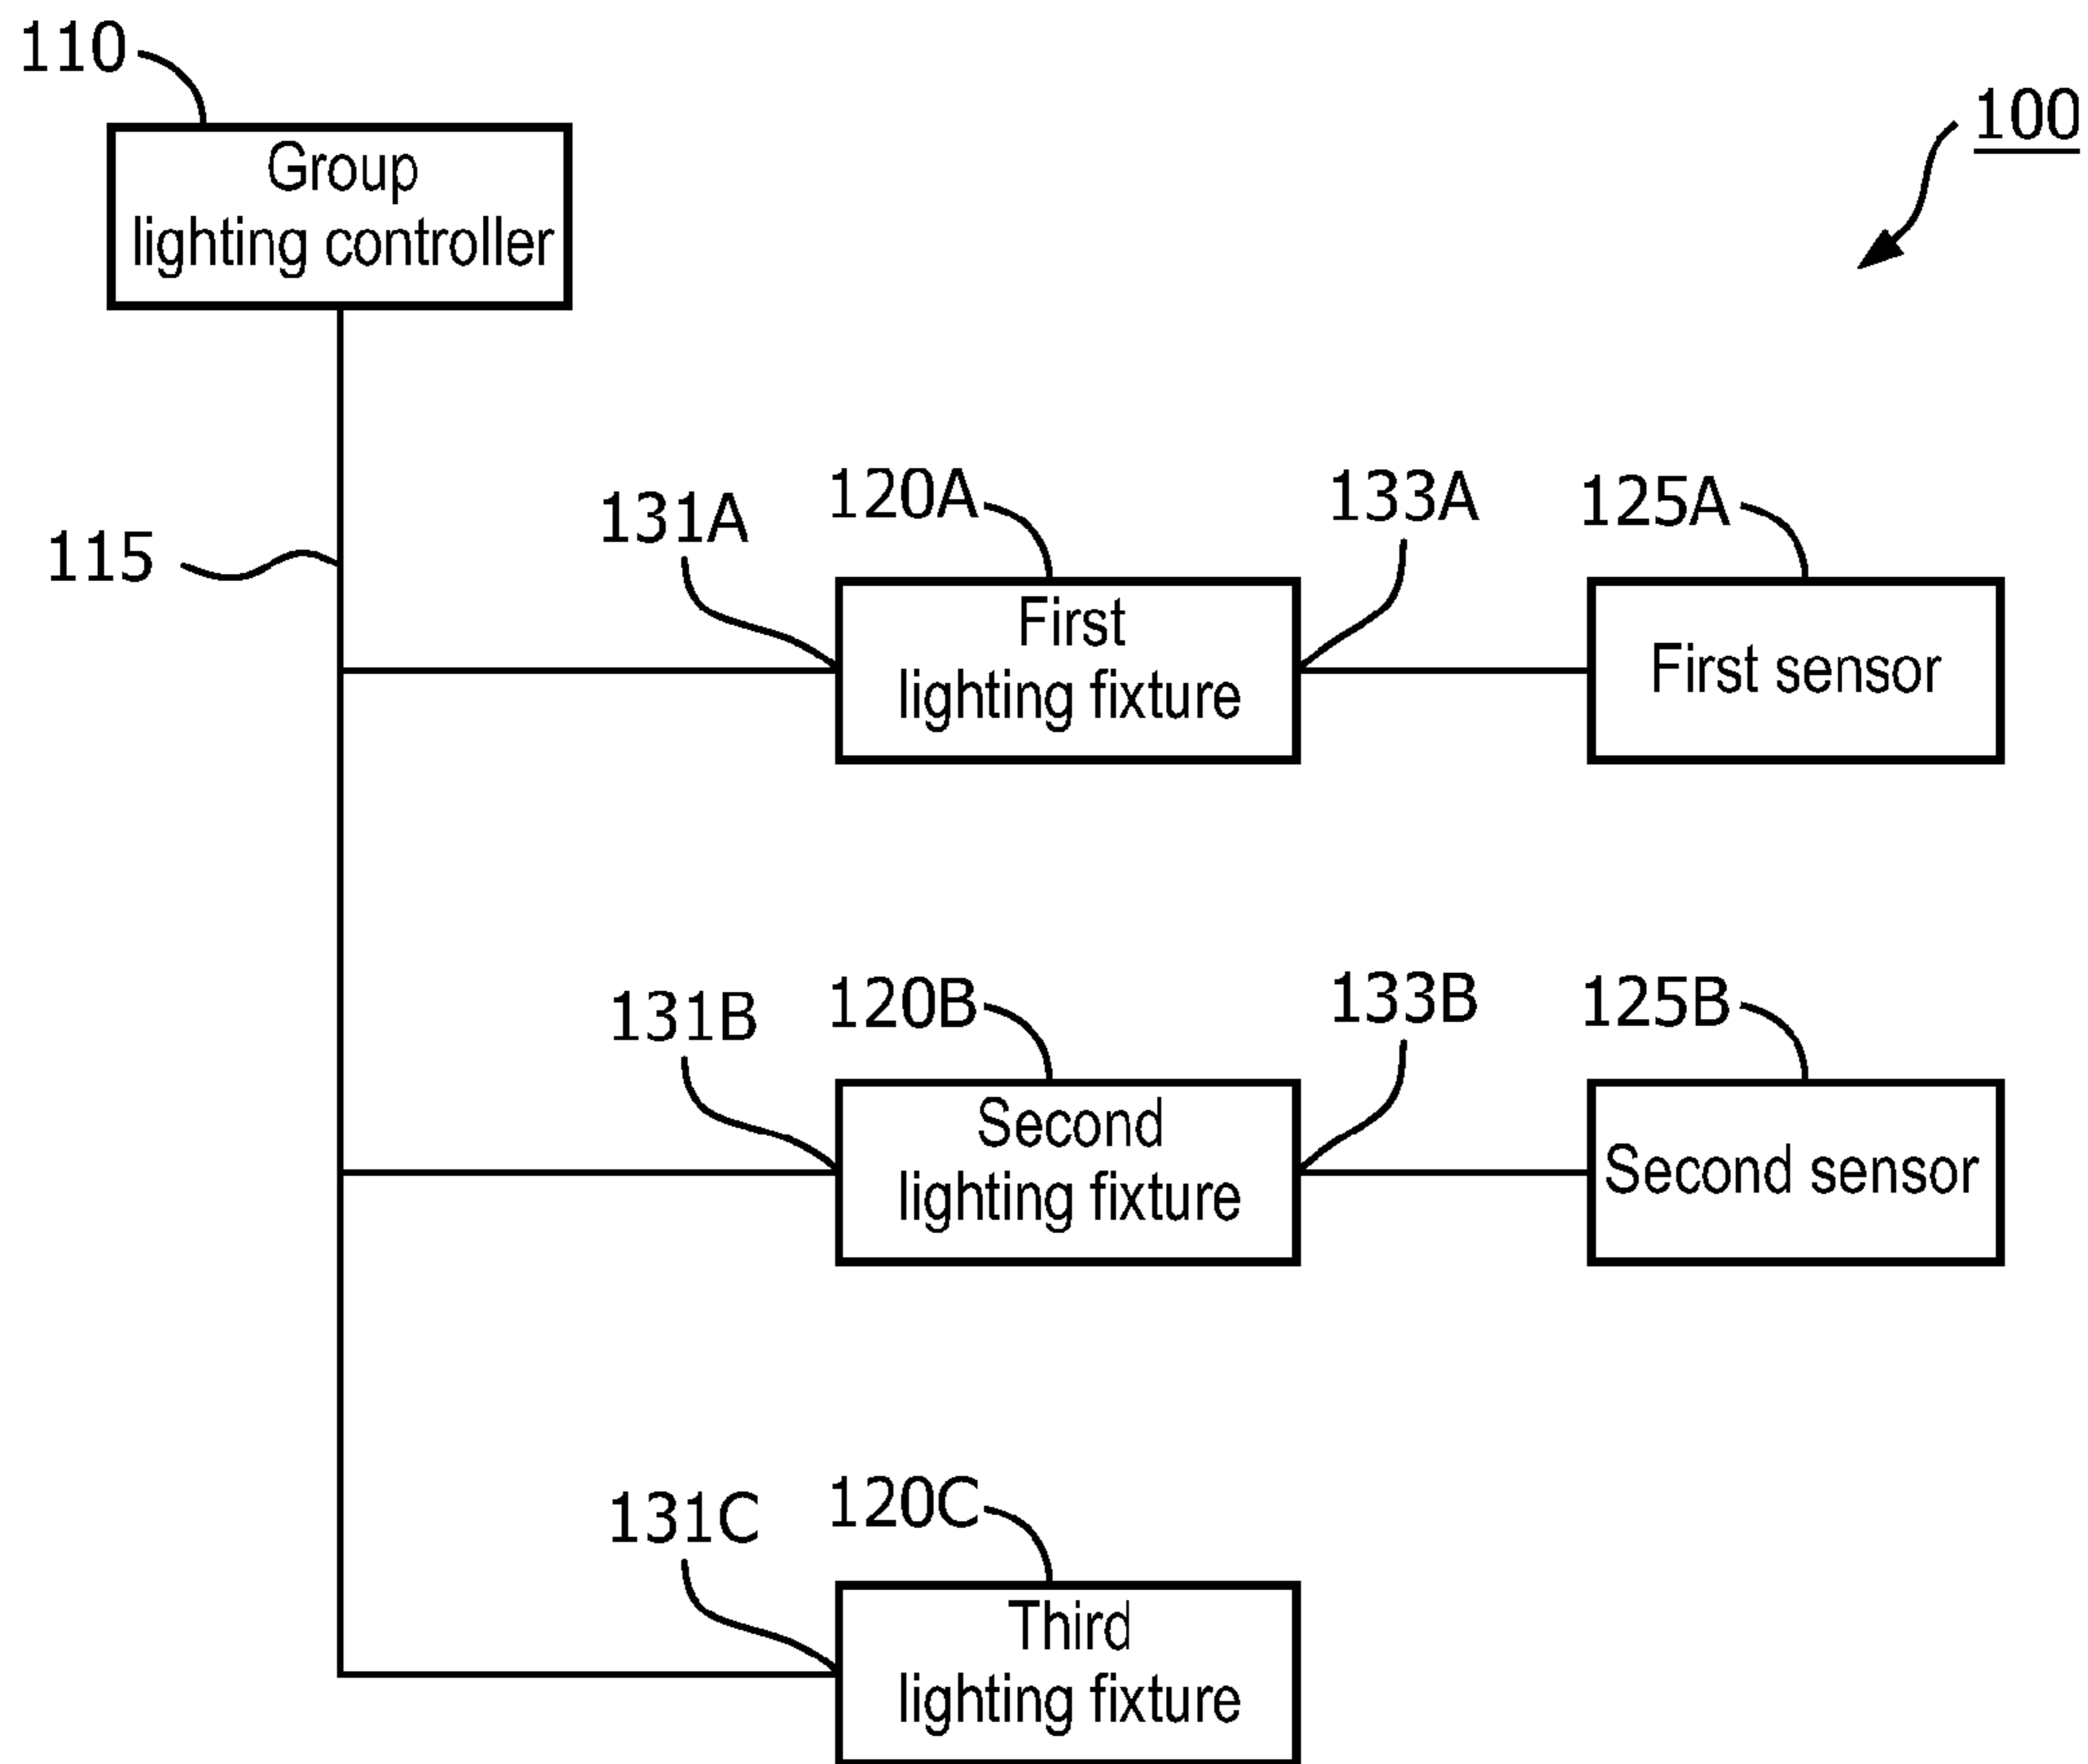 110
100
Group
lighting controller
115
131A
120A
133A
125A
First
lighting fixture
First sensor
131B
120B
133B
125B
Second
lighting fixture
Second sensor
131C
120C
Third
lighting fixture